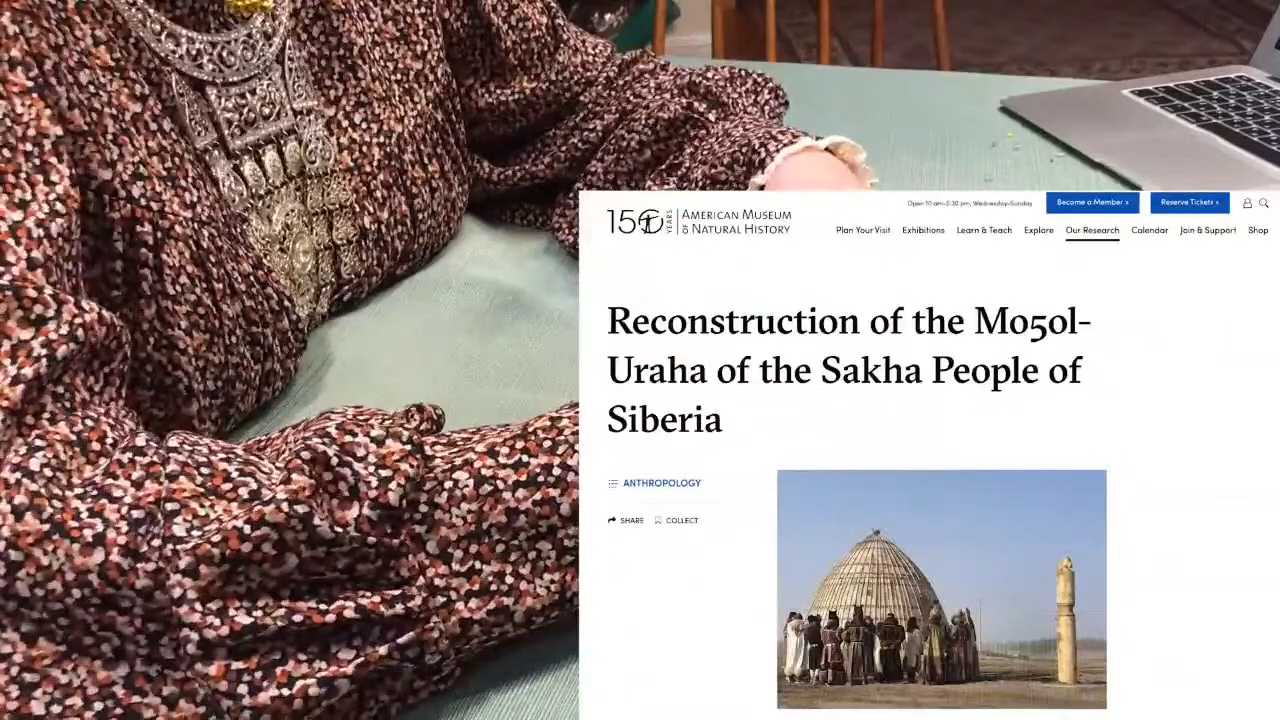 Open 10 am–5:30 pm, Wednesday–Sunday
Become a Member »
Reserve Tickets »
150 YEARS
AMERICAN MUSEUM
OF NATURAL HISTORY
Plan Your Visit Exhibitions Learn & Teach Explore Our Research Calendar Join & Support Shop
Reconstruction of the Mo5ol-
Uraha of the Sakha People of
Siberia
ANTHROPOLOGY
SHARE COLLECT